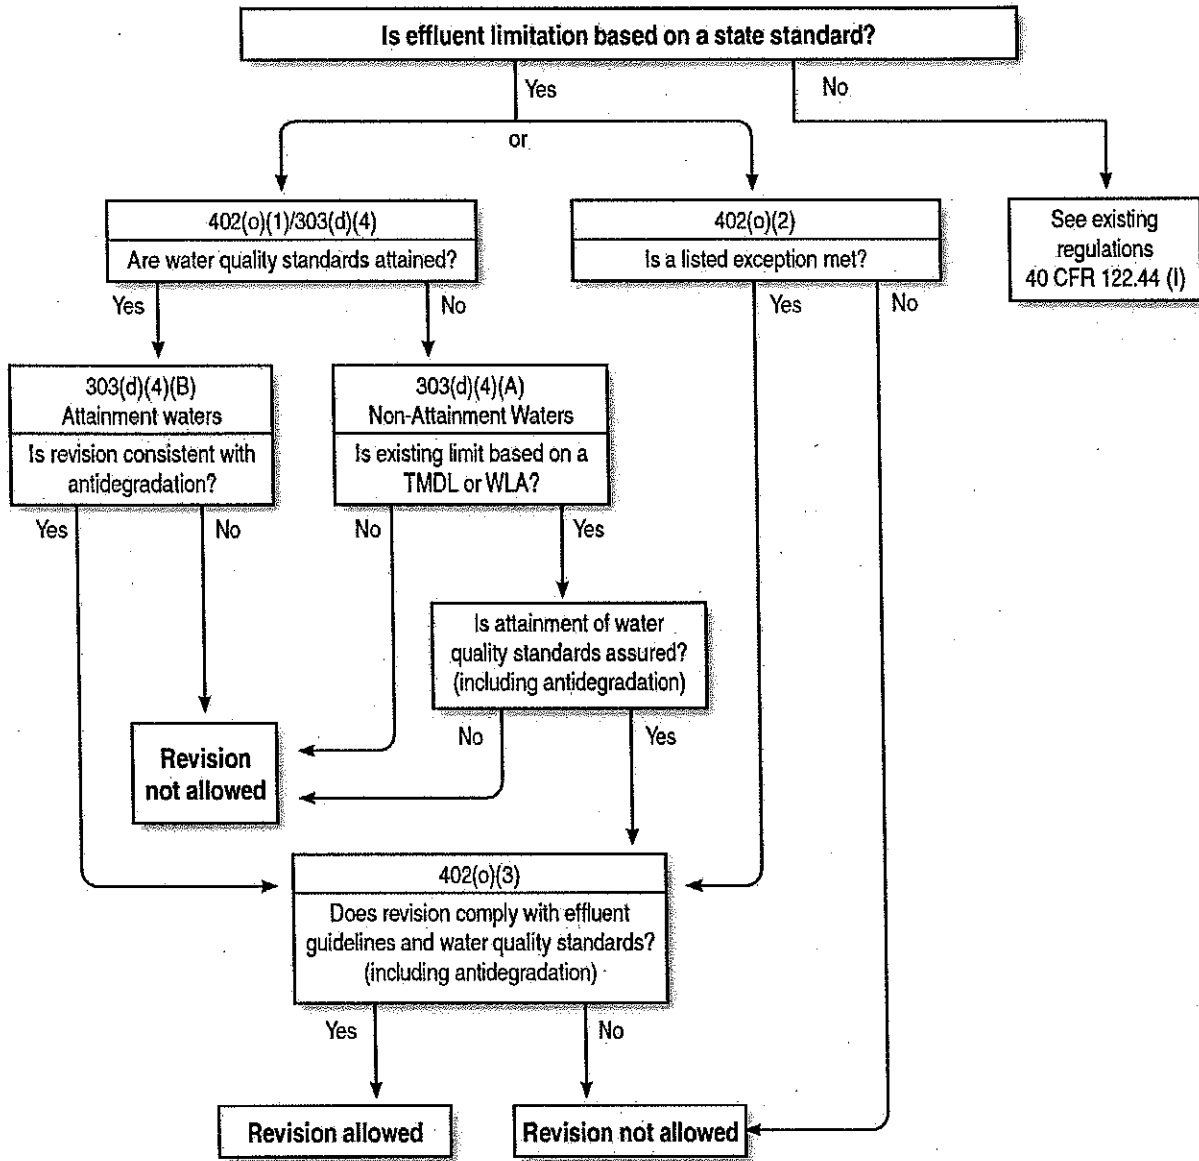 Is effluent limitation based on a state standard?
Yes
No
or
402(o)(1)/303(d)(4)
Are water quality standards attained?
402(o)(2)
Is a listed exception met?
See existing
regulations
40 CFR 122.44 (l)
Yes
No
Yes
No
303(d)(4)(B)
Attainment waters
Is revision consistent with
antidegradation?
303(d)(4)(A)
Non-Attainment Waters
Is existing limit based on a
TMDL or WLA?
Yes
No
No
Yes
Is attainment of water
quality standards assured?
(including antidegradation)
No
Yes
Revision
not allowed
402(o)(3)
Does revision comply with effluent
guidelines and water quality standards?
(including antidegradation)
Yes
No
Revision allowed
Revision not allowed